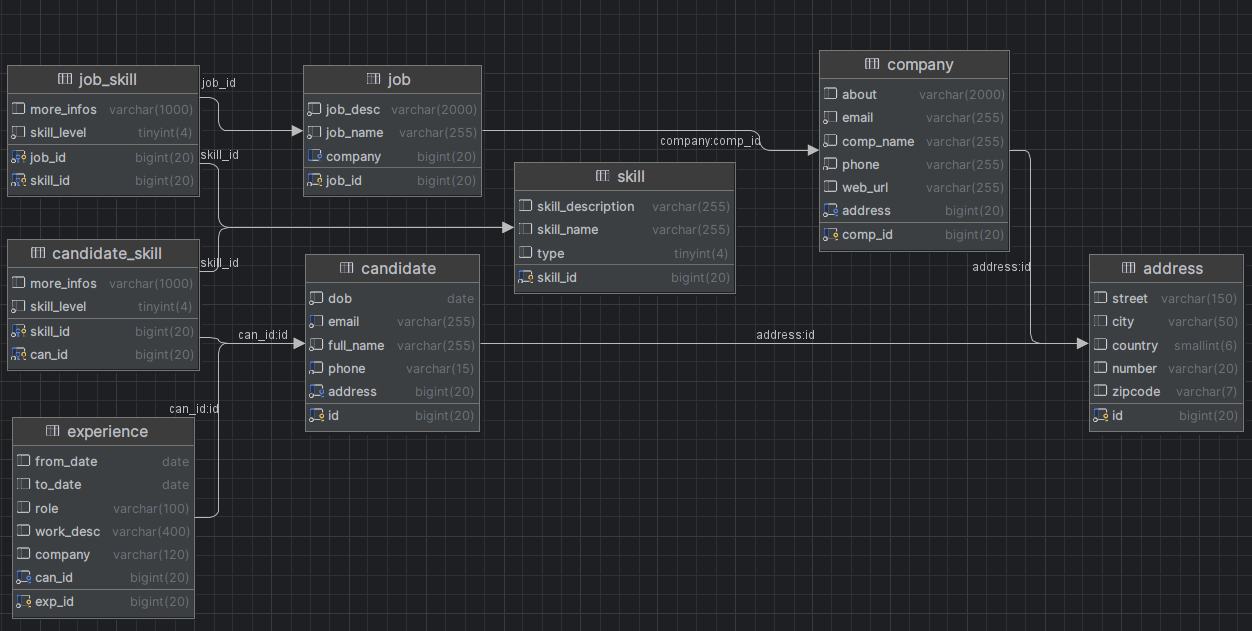 job_skill
more_infos varchar(1000)
skill_level tinyint(4)
job_id bigint(20)
skill_id bigint(20)
job_id
job
job_desc varchar(2000)
job_name varchar(255)
company bigint(20)
job_id bigint(20)
skill_id
company:comp_id
company
about varchar(2000)
email varchar(255)
comp_name varchar(255)
phone varchar(255)
web_url varchar(255)
address bigint(20)
comp_id bigint(20)
skill
skill_description varchar(255)
skill_name varchar(255)
type tinyint(4)
skill_id bigint(20)
candidate_skill
more_infos varchar(1000)
skill_level tinyint(4)
skill_id bigint(20)
can_id bigint(20)
skill_id
can_id:id
candidate
dob date
email varchar(255)
full_name varchar(255)
phone varchar(15)
address bigint(20)
id bigint(20)
address:id
address:id
address
street varchar(150)
city varchar(50)
country smallint(6)
number varchar(20)
zipcode varchar(7)
id bigint(20)
can_id:id
experience
from_date date
to_date date
role varchar(100)
work_desc varchar(400)
company varchar(120)
can_id bigint(20)
exp_id bigint(20)